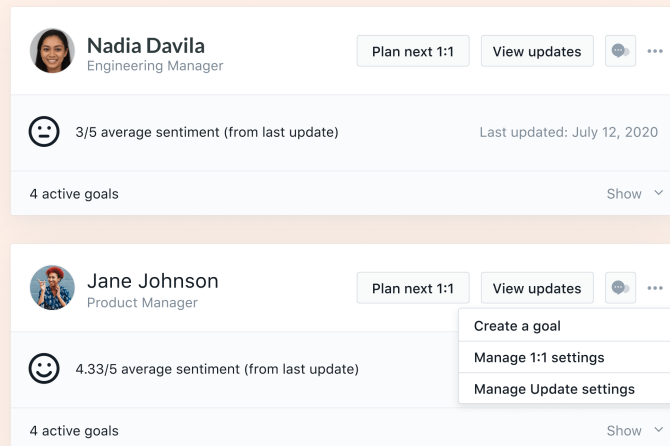 Nadia Davila
Engineering Manager
Plan next 1:1
View updates
3/5 average sentiment (from last update)
Last updated: July 12, 2020
4 active goals
Show
Jane Johnson
Product Manager
Plan next 1:1
View updates
Create a goal
Manage 1:1 settings
Manage Update settings
4.33/5 average sentiment (from last update)
4 active goals
Show